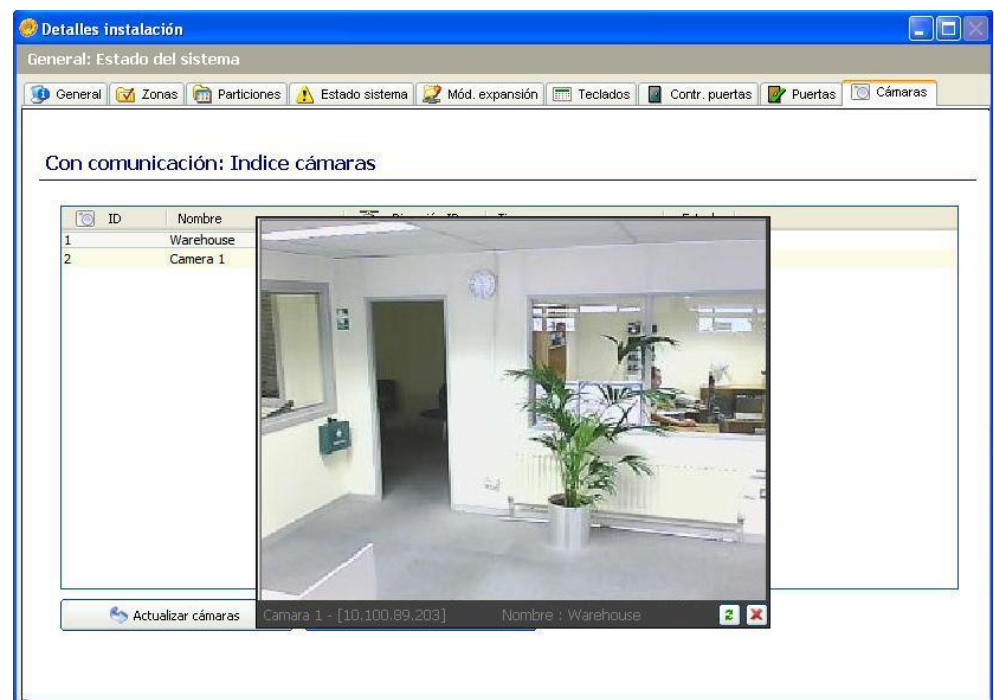 Detalles instalación
General: Estado del sistema
General Zonas Particiones Estado sistema Mód. expansión Teclados Contr. puertas Puertas Cámaras
Con comunicación: Indice cámaras
ID Nombre
1 Warehouse
2 Camera 1
Actualizar cámaras
Camara 1 - [10.100.89.203] Nombre : Warehouse